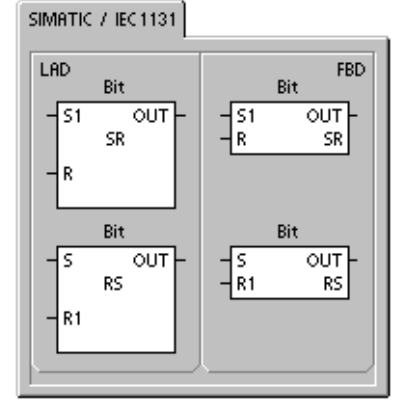 SIMATIC / IEC1131
LAD
FBD
Bit
S1 OUT
SR
R
Bit
S1 OUT
R SR
Bit
S OUT
RS
R1
Bit
S OUT
R1 RS